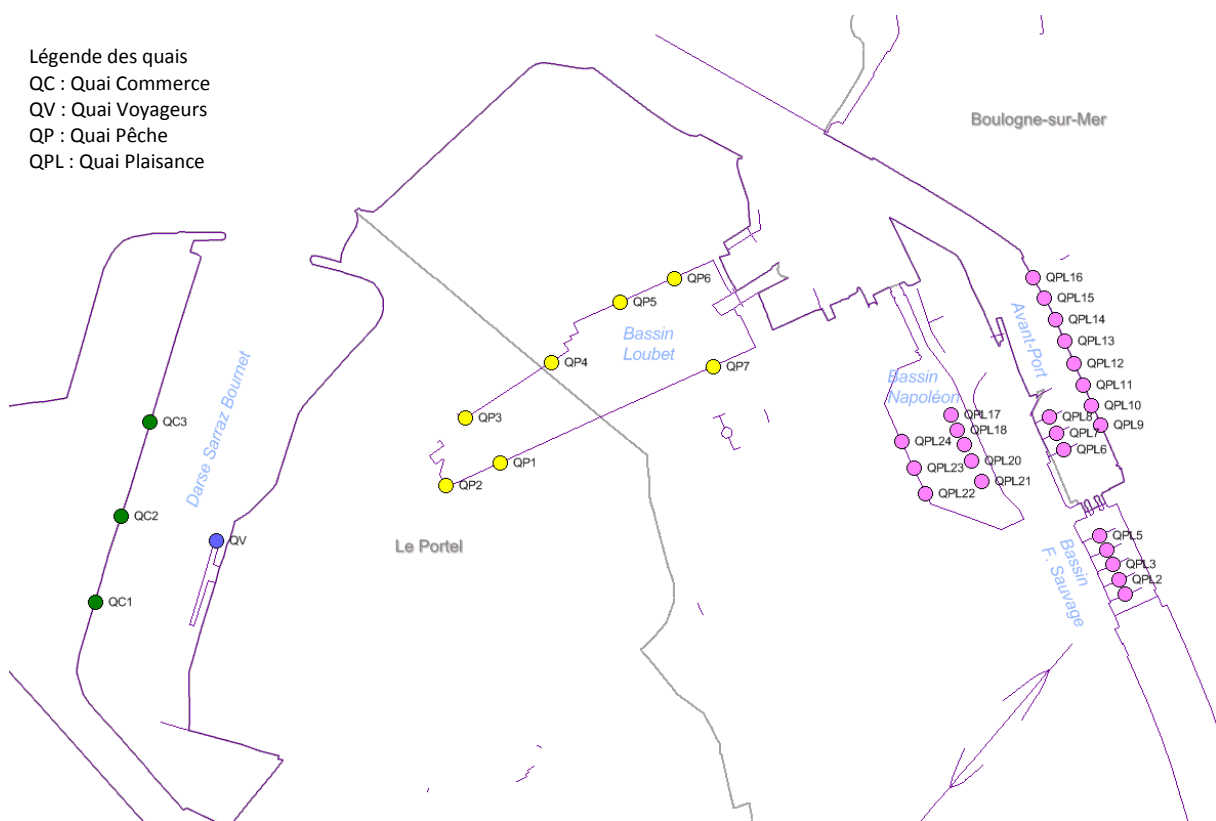 Légende des quais
QC : Quai Commerce
QV : Quai Voyageurs
QP : Quai Pêche
QPL : Quai Plaisance
Boulogne-sur-Mer
QPL16
QPL15
QPL14
QPL13
QPL12
QPL11
QPL10
QPL9
Avant-Port
QPL8
QPL7
QPL6
QP6
QP5
Bassin
Loubet
QP4
QP7
QP3
QP1
QP2
Bassin
Napoléon
QPL17
QPL18
QPL20
QPL21
QPL24
QPL23
QPL22
QC3
QC2
QC1
Darse Sarraz Bournet
QV
Le Portel
QPL5
QPL3
QPL2
Bassin
F. Sauvage